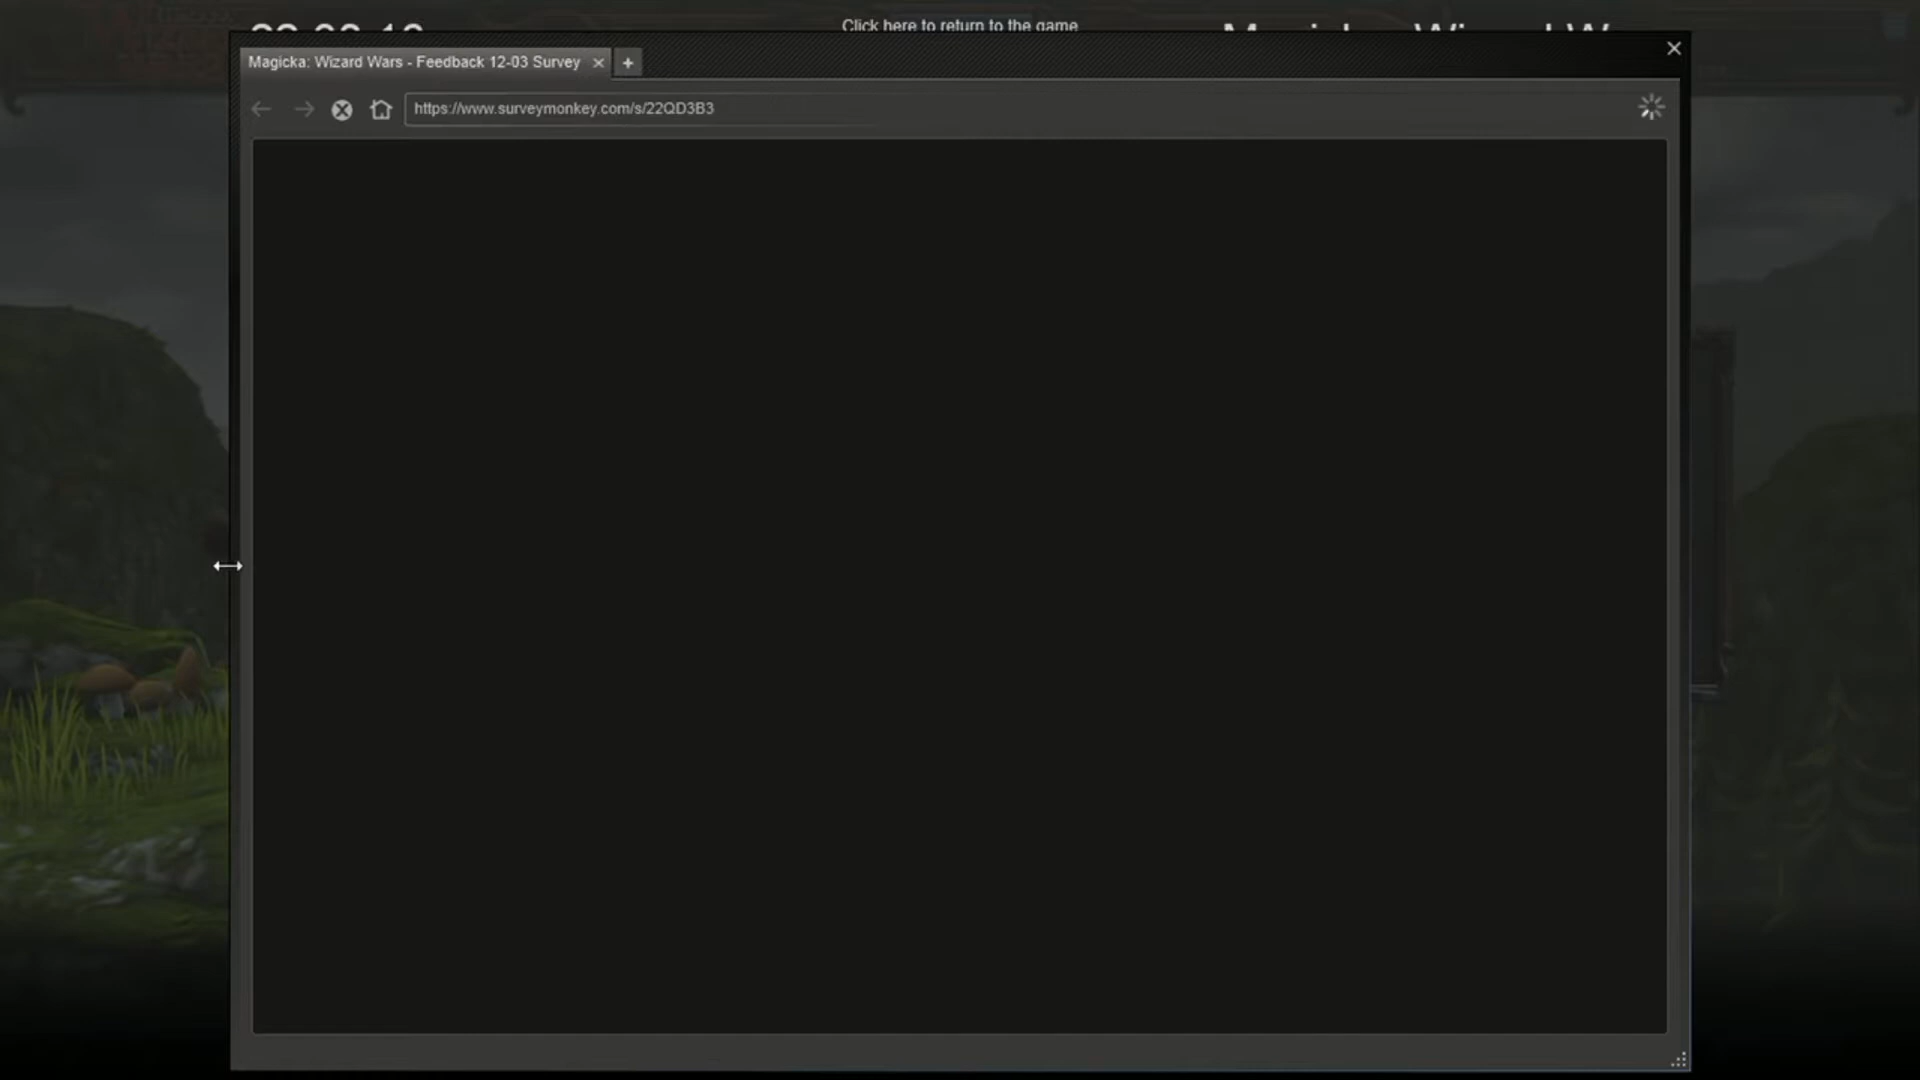 Click here to return to the game
Magicka: Wizard Wars - Feedback 12-03 Survey
https://www.surveymonkey.com/s/22QD3B3